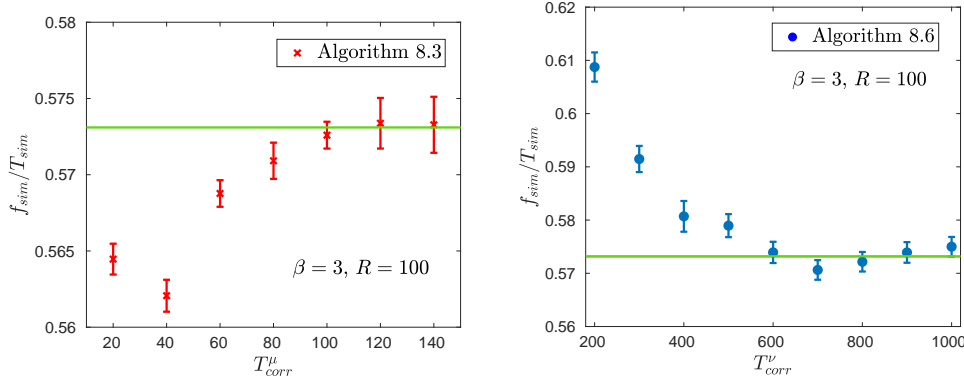 0.58
0.575
0.57
0.565
0.56
f_sim/T_sim
Algorithm 8.3
β = 3, R = 100
20 40 60 80 100 120 140
T^μ_corr
0.62
0.61
0.6
0.59
0.58
0.57
0.56
f_sim/T_sim
Algorithm 8.6
β = 3, R = 100
200 400 600 800 1000
T^ν_corr